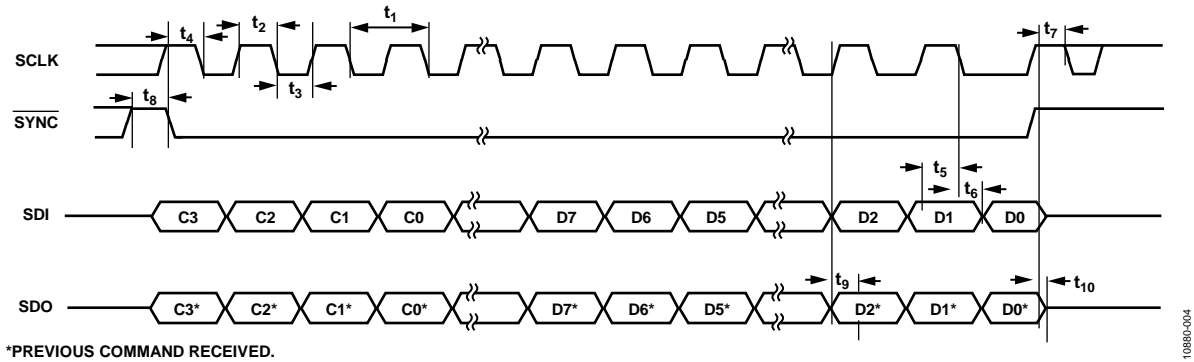 t4
t2
t1
t7
SCLK
t3
t8
SYNC
t5
t6
SDI
C3
C2
C1
C0
D7
D6
D5
D2
D1
D0
t9
t10
SDO
C3*
C2*
C1*
C0*
D7*
D6*
D5*
D2*
D1*
D0*
*PREVIOUS COMMAND RECEIVED.
10880-004